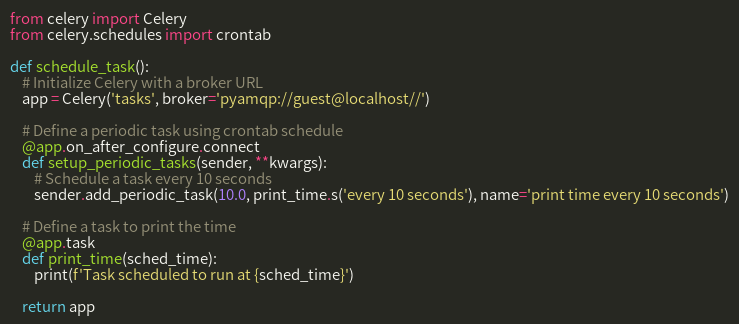 from celery import Celery
from celery.schedules import crontab

def schedule_task():
    # Initialize Celery with a broker URL
    app = Celery('tasks', broker='pyamqp://guest@localhost//')

    # Define a periodic task using crontab schedule
    @app.on_after_configure.connect
    def setup_periodic_tasks(sender, **kwargs):
        # Schedule a task every 10 seconds
        sender.add_periodic_task(10.0, print_time.s('every 10 seconds'), name='print time every 10 seconds')

    # Define a task to print the time
    @app.task
    def print_time(sched_time):
        print(f'Task scheduled to run at {sched_time}')

    return app